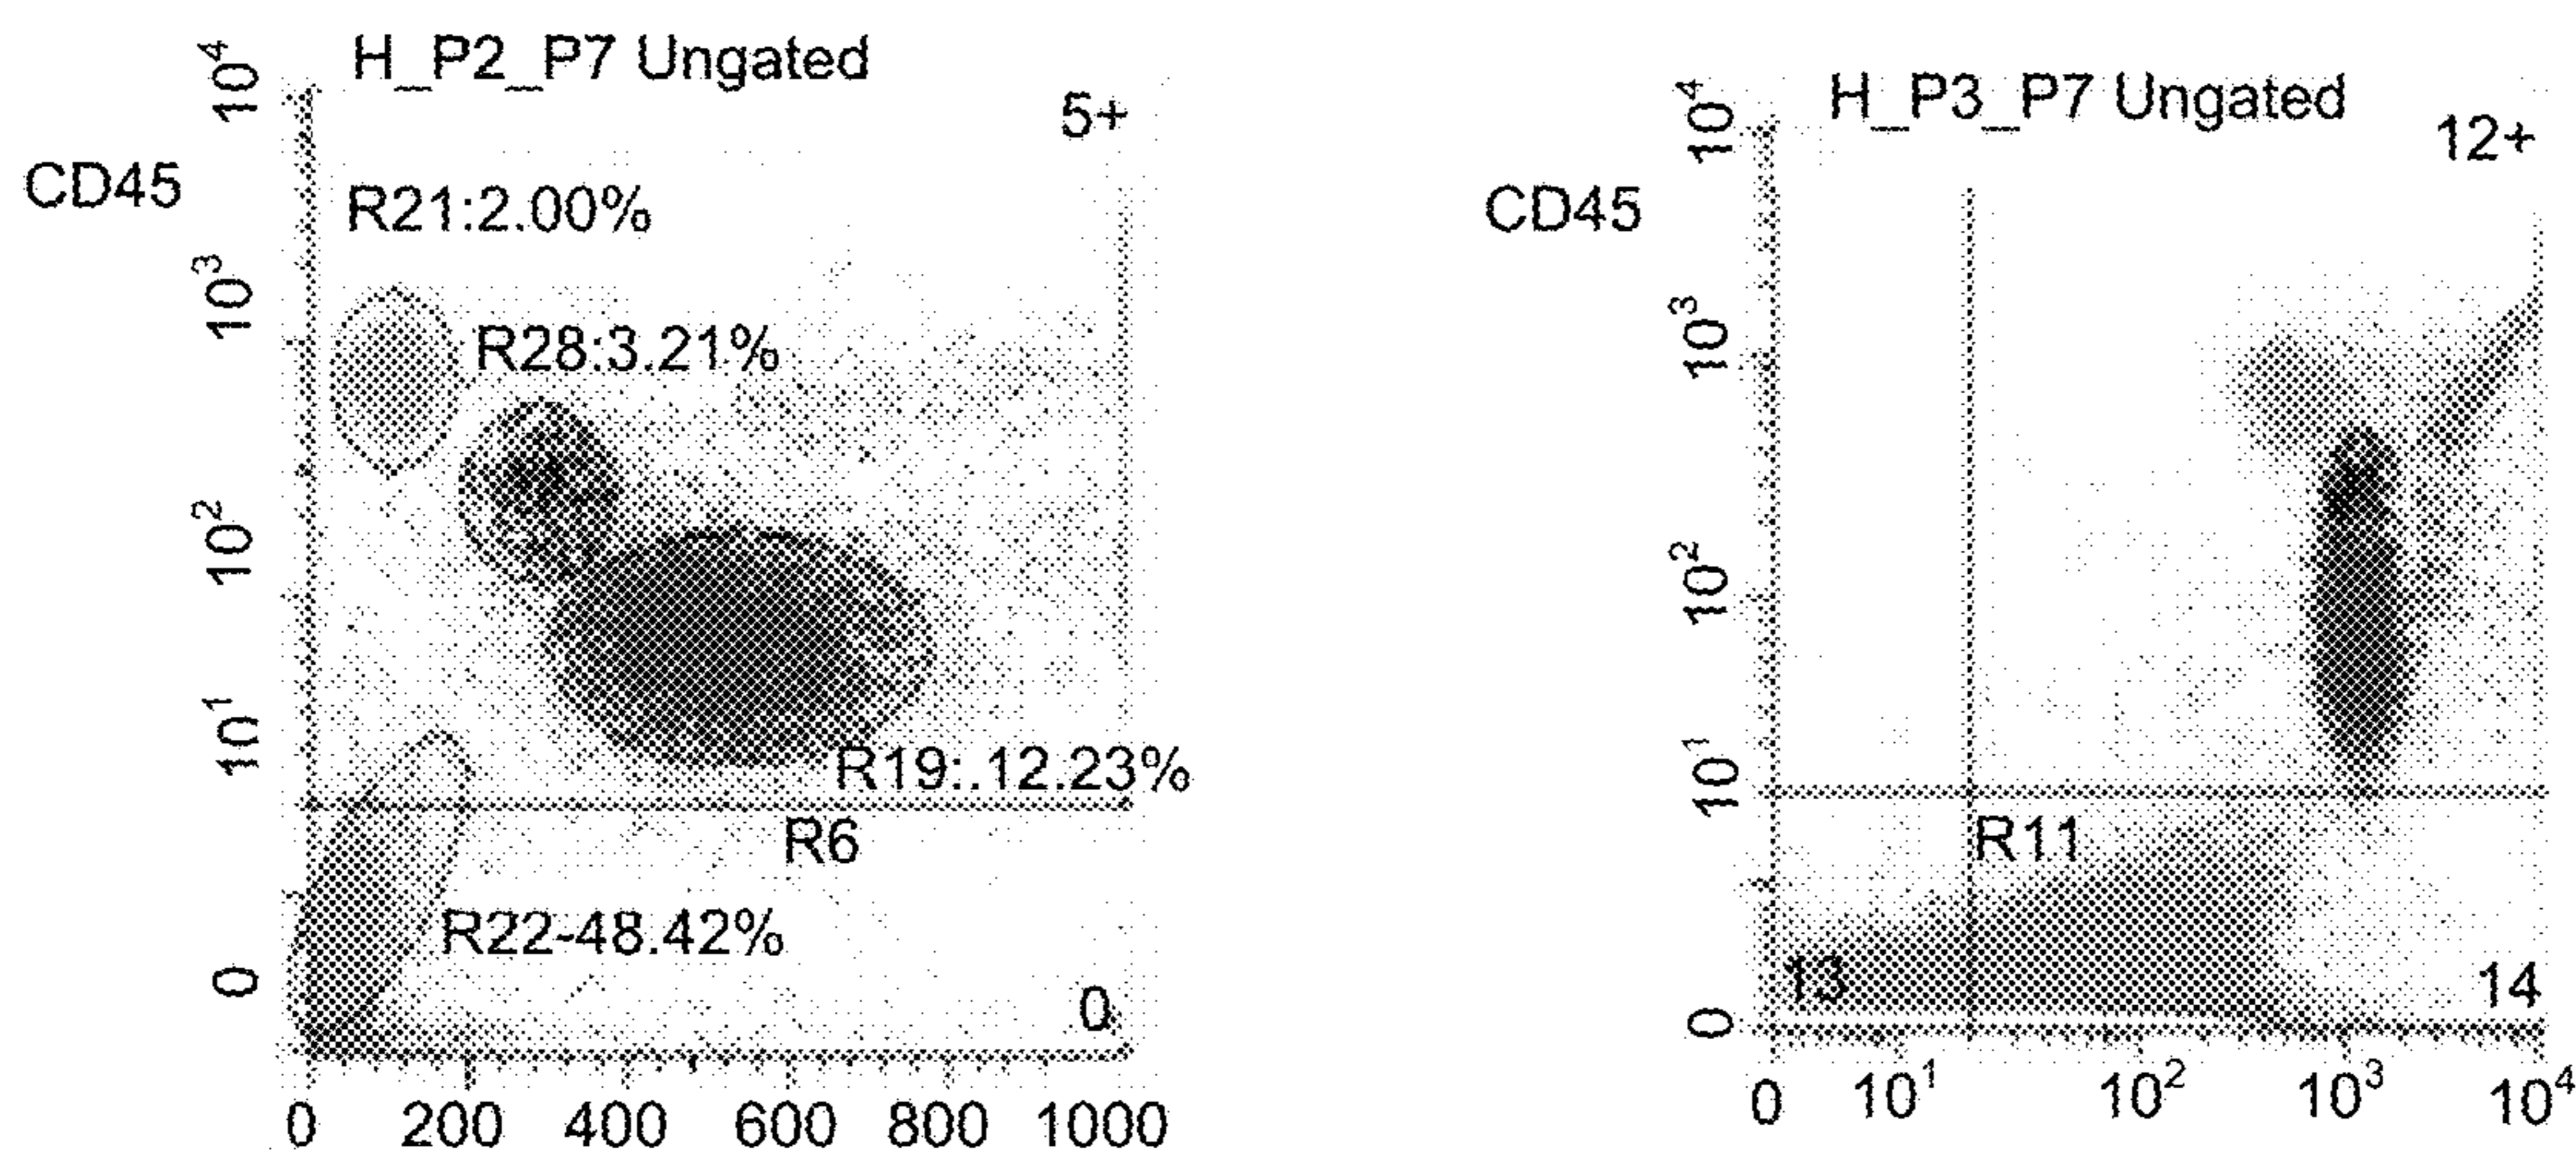 H_P2_P7 Ungated
5+
CD45
R21:2.00%
R28:3.21%
R19:.12.23%
R6
R22-48.42%
0
10⁴
10³
10²
10¹
0
0 200 400 600 800 1000
H_P3_P7 Ungated
12+
CD45
R11
13
14
10⁴
10³
10²
10¹
0
0 10¹ 10² 10³ 10⁴